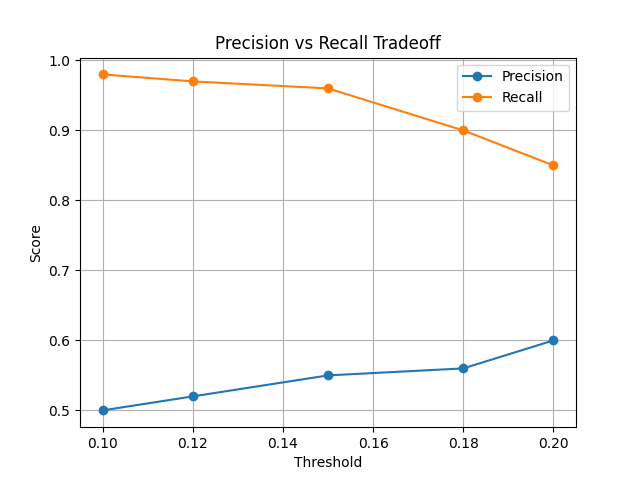 Precision vs Recall Tradeoff
1.0
0.9
0.8
0.7
0.6
0.5
Score
Precision
Recall
0.10 0.12 0.14 0.16 0.18 0.20
Threshold